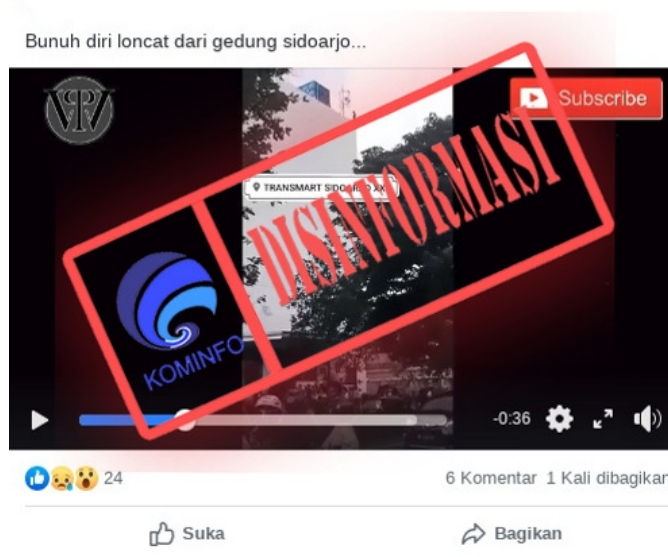 Bunuh diri loncat dari gedung sidoarjo...
Subscribe
TRANSMART SIDOARJO XXI
DISINFORMASI
KOMINFO
-0:36
24
6 Komentar 1 Kali dibagikan
Suka
Bagikan